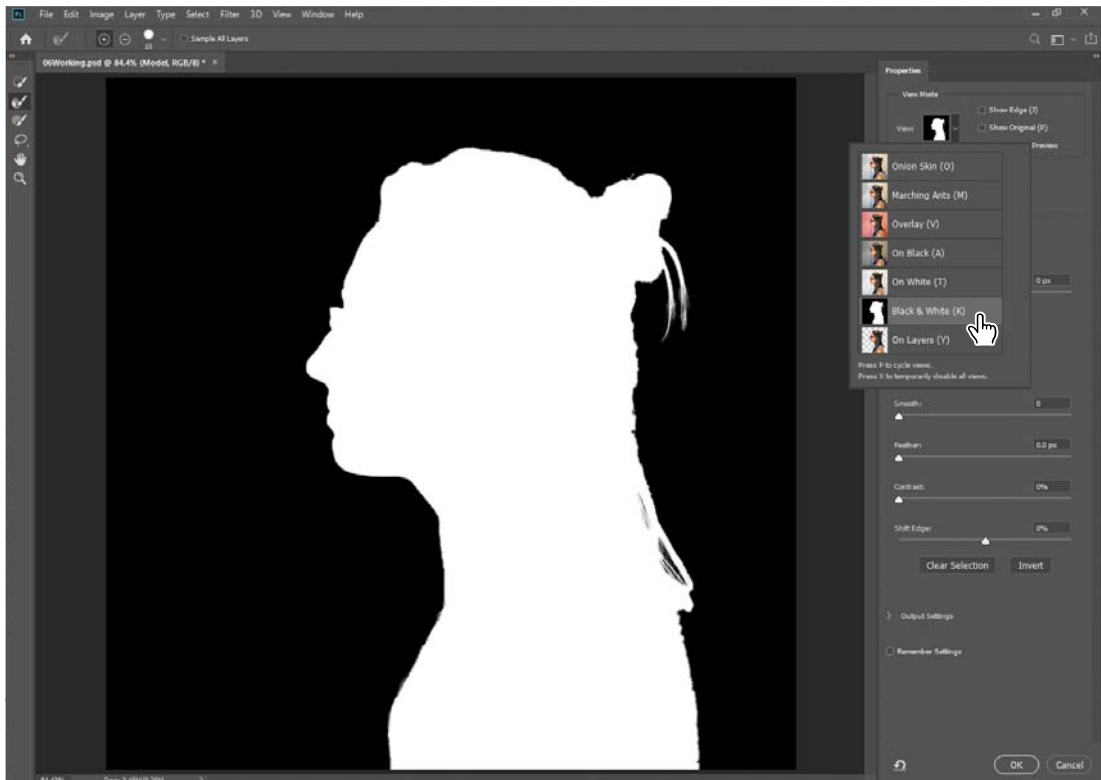 Ps File Edit Image Layer Type Select Filter 3D View Window Help
15 Sample All Layers
06Working.psd @ 84.4% (Model, RGB/8) * ×
Properties
View Mode
Show Edge (J)
View: Show Original (P)
Preview
Onion Skin (O)
Marching Ants (M)
Overlay (V)
On Black (A)
On White (T)
0 px
Black & White (K)
On Layers (Y)
Press F to cycle views.
Press X to temporarily disable all views.
Smooth: 0
Feather: 0.0 px
Contrast: 0%
Shift Edge: 0%
Clear Selection Invert
Output Settings
Remember Settings
OK Cancel